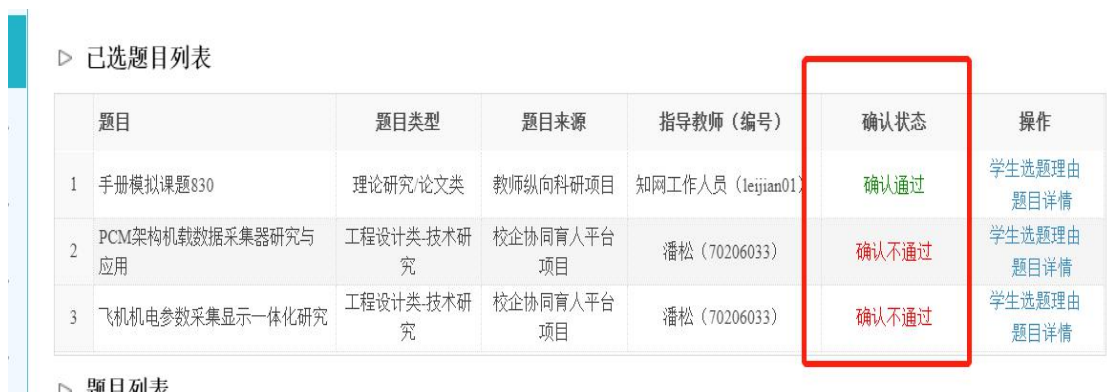 已选题目列表
题目 题目类型 题目来源 指导教师（编号） 确认状态 操作
1 手册模拟课题830 理论研究/论文类 教师纵向科研项目 知网工作人员（leijian01） 确认通过 学生选题理由
题目详情
2 PCM架构机载数据采集器研究与
应用 工程设计类-技术研
究 校企协同育人平台
项目 潘松（70206033） 确认不通过 学生选题理由
题目详情
3 飞机机电参数采集显示一体化研究 工程设计类-技术研
究 校企协同育人平台
项目 潘松（70206033） 确认不通过 学生选题理由
题目详情
题目列表